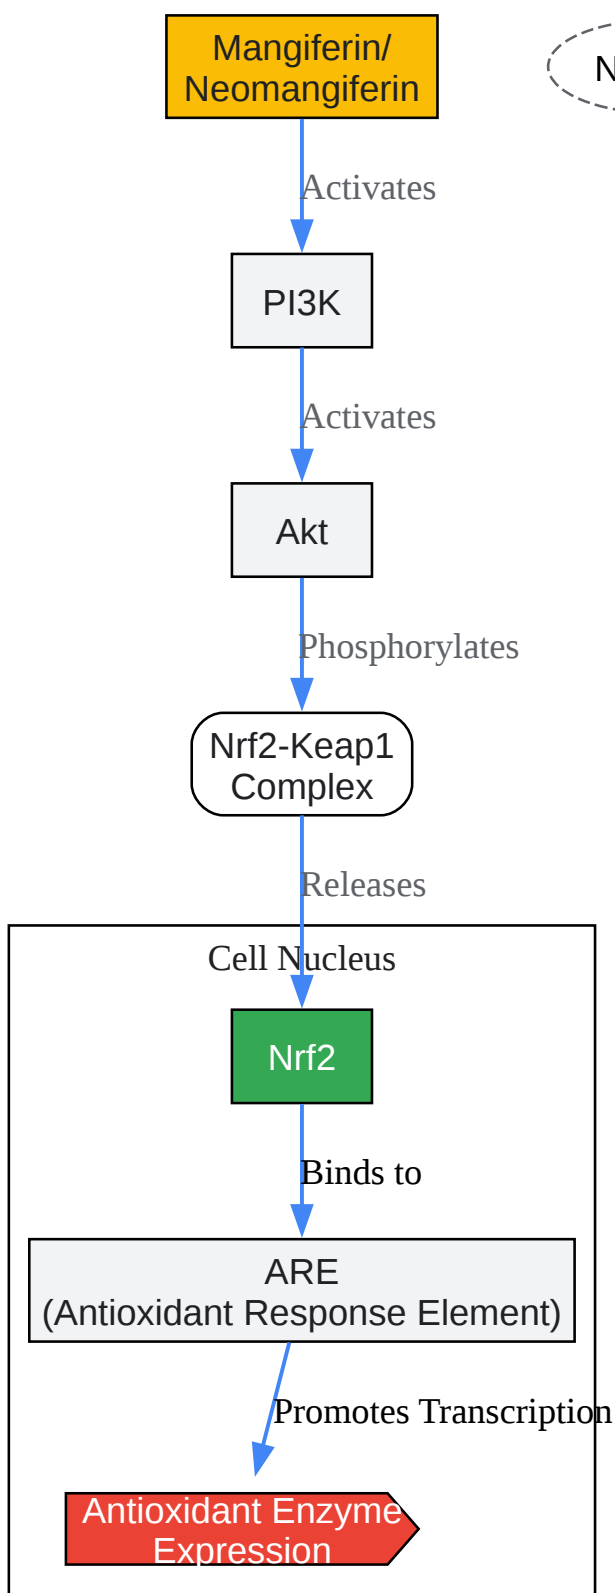 Mangiferin/
Neomangiferin
Activates
PI3K
Activates
Akt
Phosphorylates
Nrf2-Keap1
Complex
Releases
Cell Nucleus
Nrf2
Binds to
ARE
(Antioxidant Response Element)
Promotes Transcription
Antioxidant Enzyme
Expression